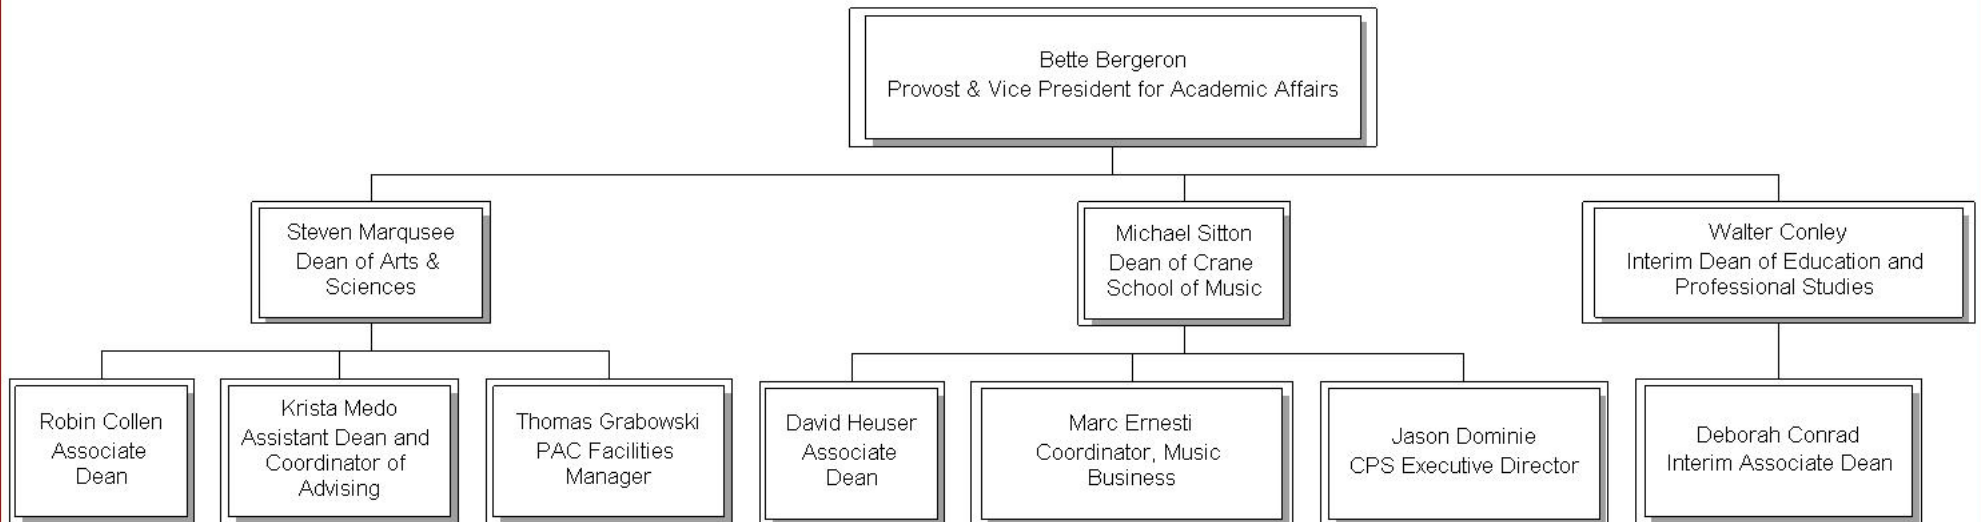 Bette Bergeron
Provost & Vice President for Academic Affairs
Steven Marqusee
Dean of Arts &
Sciences
Michael Sitton
Dean of Crane
School of Music
Walter Conley
Interim Dean of Education and
Professional Studies
Robin Collen
Associate
Dean
Krista Medo
Assistant Dean and
Coordinator of
Advising
Thomas Grabowski
PAC Facilities
Manager
David Heuser
Associate
Dean
Marc Ernesti
Coordinator, Music
Business
Jason Dominie
CPS Executive Director
Deborah Conrad
Interim Associate Dean